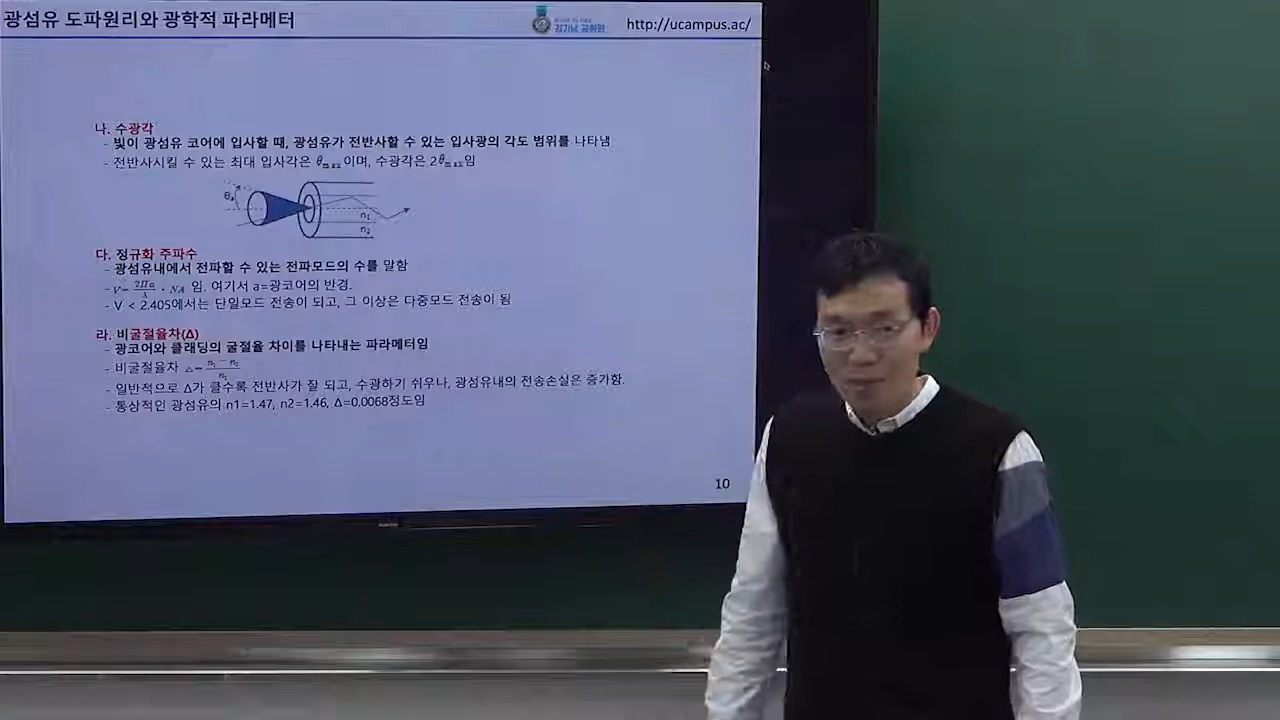 광섬유 도파원리와 광학적 파라메터
김기남 공학원
http://ucampus.ac/
나. 수광각
- 빛이 광섬유 코어에 입사할 때, 광섬유가 전반사할 수 있는 입사광의 각도 범위를 나타냄
- 전반사시킬 수 있는 최대 입사각은 θmax이며, 수광각은 2θmax임
θa
n1
n2
다. 정규화 주파수
- 광섬유내에서 전파할 수 있는 전파모드의 수를 말함
- V = 2Πa/λ · NA 임. 여기서 a=광코어의 반경.
- V < 2.405에서는 단일모드 전송이 되고, 그 이상은 다중모드 전송이 됨
라. 비굴절율차(Δ)
- 광코어와 클래딩의 굴절율 차이를 나타내는 파라메터임
- 비굴절율차 △ = n1 − n2/n1
- 일반적으로 Δ가 클수록 전반사가 잘 되고, 수광하기 쉬우나, 광섬유내의 전송손실은 증가함.
- 통상적인 광섬유의 n1=1.47, n2=1.46, Δ=0.0068정도임
10